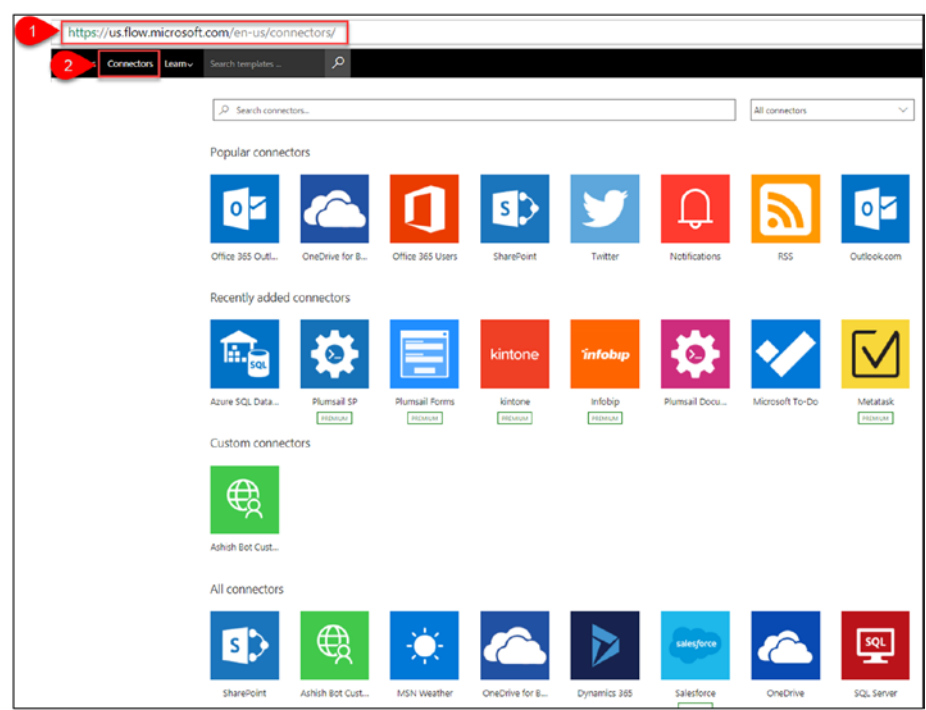 1 https://us.flow.microsoft.com/en-us/connectors/
2 s Connectors Learn Search templates ...
Search connectors... All connectors
Popular connectors
O S O
Office 365 Outl... OneDrive for B... Office 365 Users SharePoint Twitter Notifications RSS Outlook.com
Recently added connectors
SQL kintone infobip
Azure SQL Data... Plumsail SP Plumsail Forms kintone Infobip Plumsail Docu... Microsoft To-Do Metatask
PREMIUM PREMIUM PREMIUM PREMIUM PREMIUM
Custom connectors
Ashish Bot Cust...
All connectors
S salesforce SQL
SharePoint Ashish Bot Cust... MSN Weather OneDrive for B... Dynamics 365 Salesforce OneDrive SQL Server